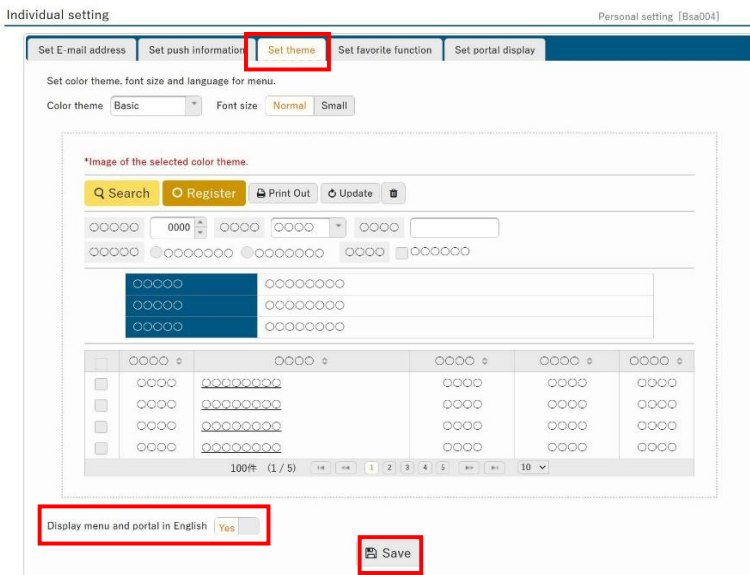 Individual setting Personal setting [Bsa004]
Set E-mail address Set push information Set theme Set favorite function Set portal display
Set color theme, font size and language for menu.
Color theme Basic Font size Normal Small
*Image of the selected color theme.
Search Register Print Out Update
○○○○○ 0000 ○○○○ ○○○○ ○○○○
○○○○○ ○○○○○○○ ○○○○○○○ ○○○○ ○○○○○○
○○○○○ ○○○○○○○○
○○○○○ ○○○○○○○○
○○○○○ ○○○○○○○○
○○○○ ○○○○ ○○○○ ○○○○ ○○○○
○○○○ ○○○○○○○○ ○○○○ ○○○○ ○○○○
○○○○ ○○○○○○○○ ○○○○ ○○○○ ○○○○
○○○○ ○○○○○○○○ ○○○○ ○○○○ ○○○○
○○○○ ○○○○○○○○ ○○○○ ○○○○ ○○○○
100件 (1 / 5) 1 2 3 4 5 10
Display menu and portal in English Yes
Save